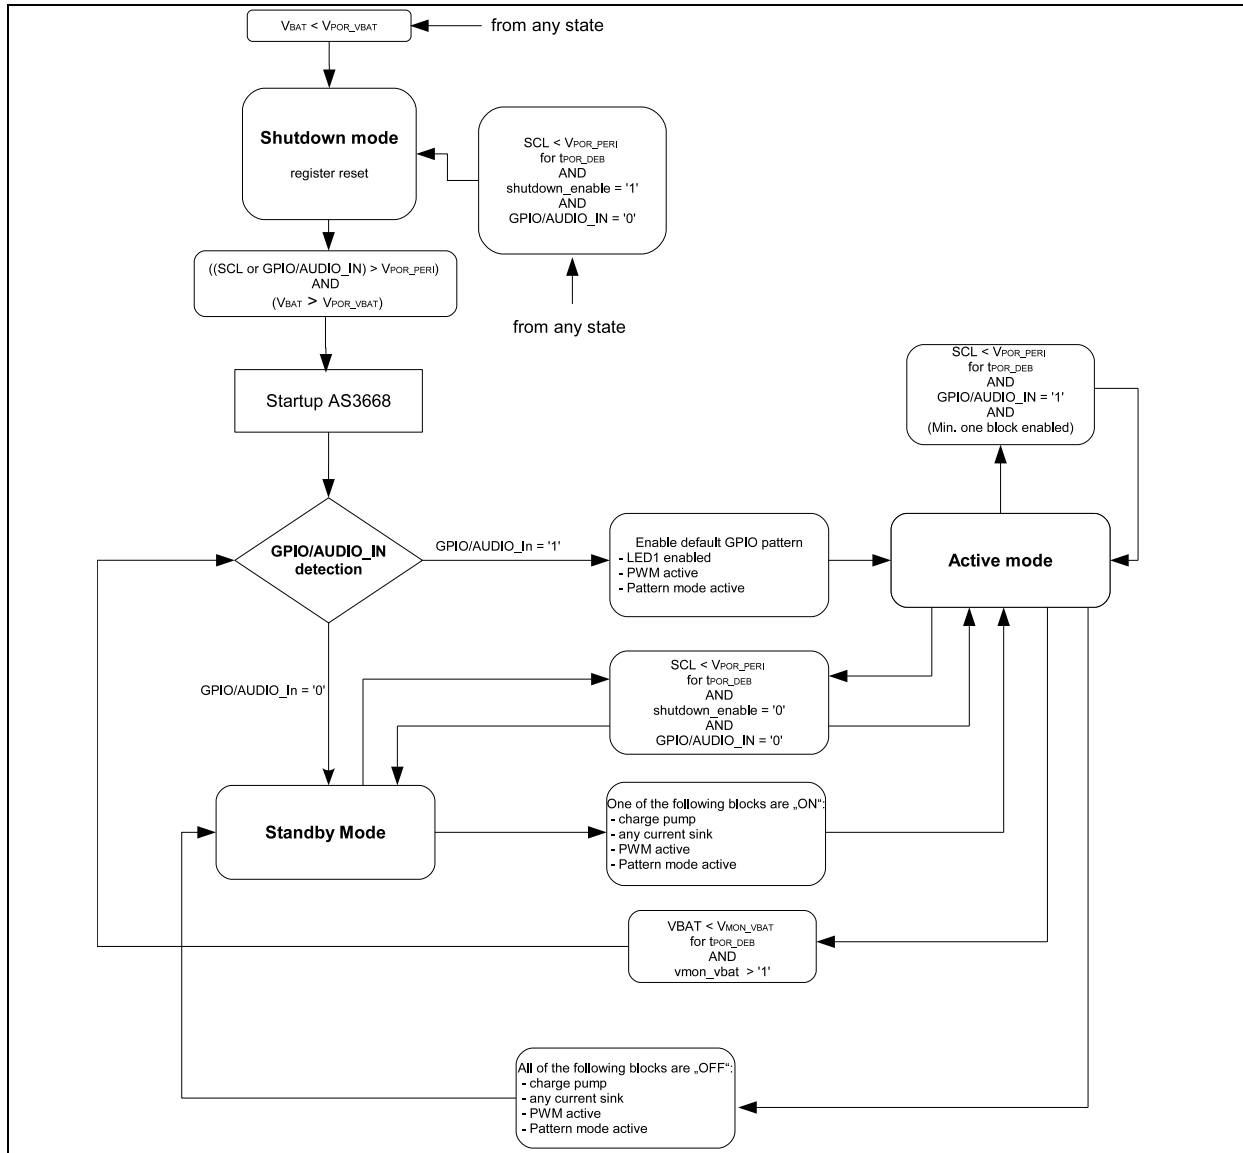 VBAT < VPOR_VBAT
from any state
Shutdown mode
register reset
SCL < VPOR_PERI
for tPOR_DEB
AND
shutdown_enable = '1'
AND
GPIO/AUDIO_IN = '0'
from any state
((SCL or GPIO/AUDIO_IN) > VPOR_PERI)
AND
(VBAT > VPOR_VBAT)
Startup AS3668
SCL < VPOR_PERI
for tPOR_DEB
AND
GPIO/AUDIO_IN = '1'
AND
(Min. one block enabled)
GPIO/AUDIO_IN
detection
GPIO/AUDIO_In = '1'
Enable default GPIO pattern
- LED1 enabled
- PWM active
- Pattern mode active
Active mode
GPIO/AUDIO_In = '0'
SCL < VPOR_PERI
for tPOR_DEB
AND
shutdown_enable = '0'
AND
GPIO/AUDIO_IN = '0'
Standby Mode
One of the following blocks are „ON“:
- charge pump
- any current sink
- PWM active
- Pattern mode active
VBAT < VMON_VBAT
for tPOR_DEB
AND
vmon_vbat > '1'
All of the following blocks are „OFF“:
- charge pump
- any current sink
- PWM active
- Pattern mode active